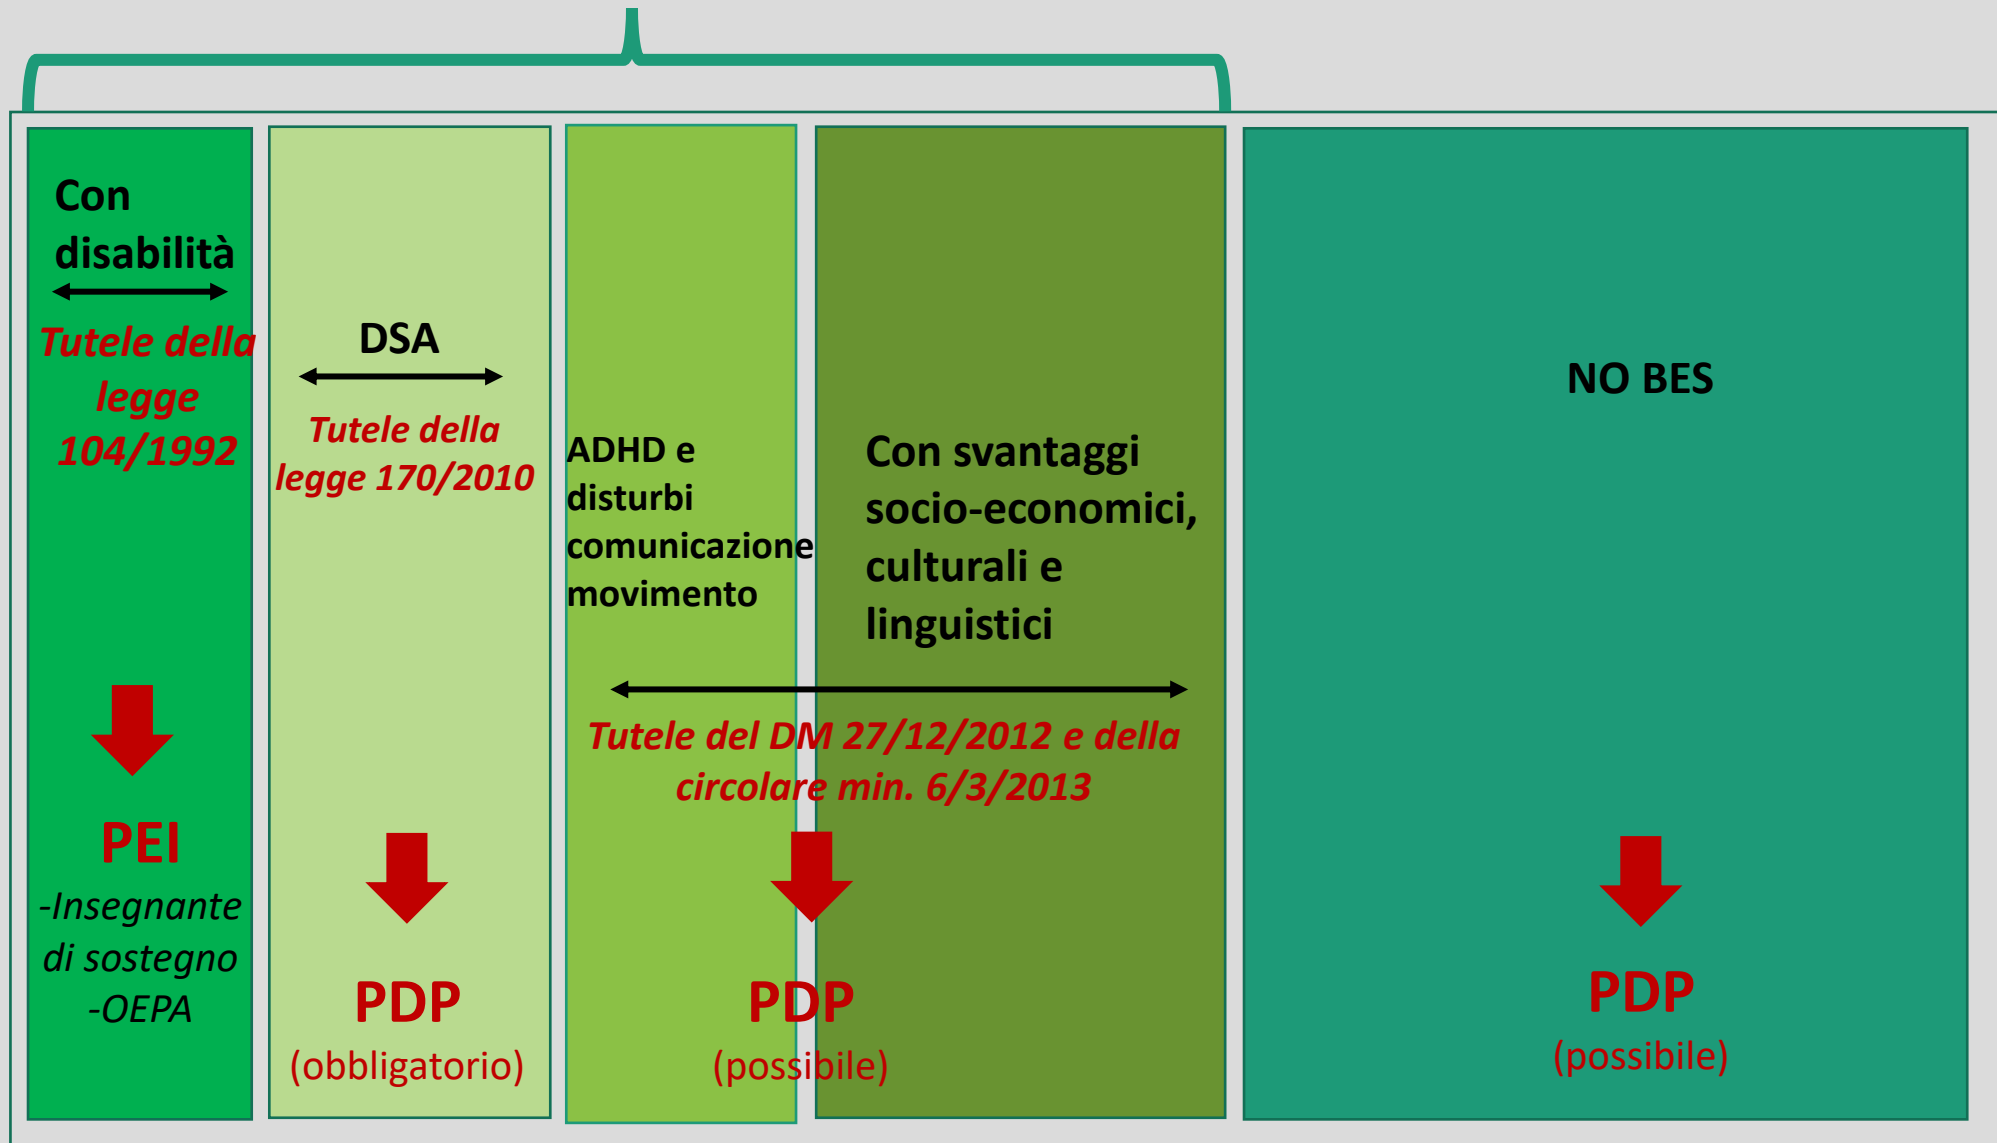 Con
disabilità
Tutele della
legge
104/1992
PEI
-Insegnante
di sostegno
-OEPA
DSA
Tutele della
legge 170/2010
PDP
(obbligatorio)
ADHD e
disturbi
comunicazione
movimento
Con svantaggi
socio-economici,
culturali e
linguistici
Tutele del DM 27/12/2012 e della
circolare min. 6/3/2013
PDP
(possibile)
NO BES
PDP
(possibile)